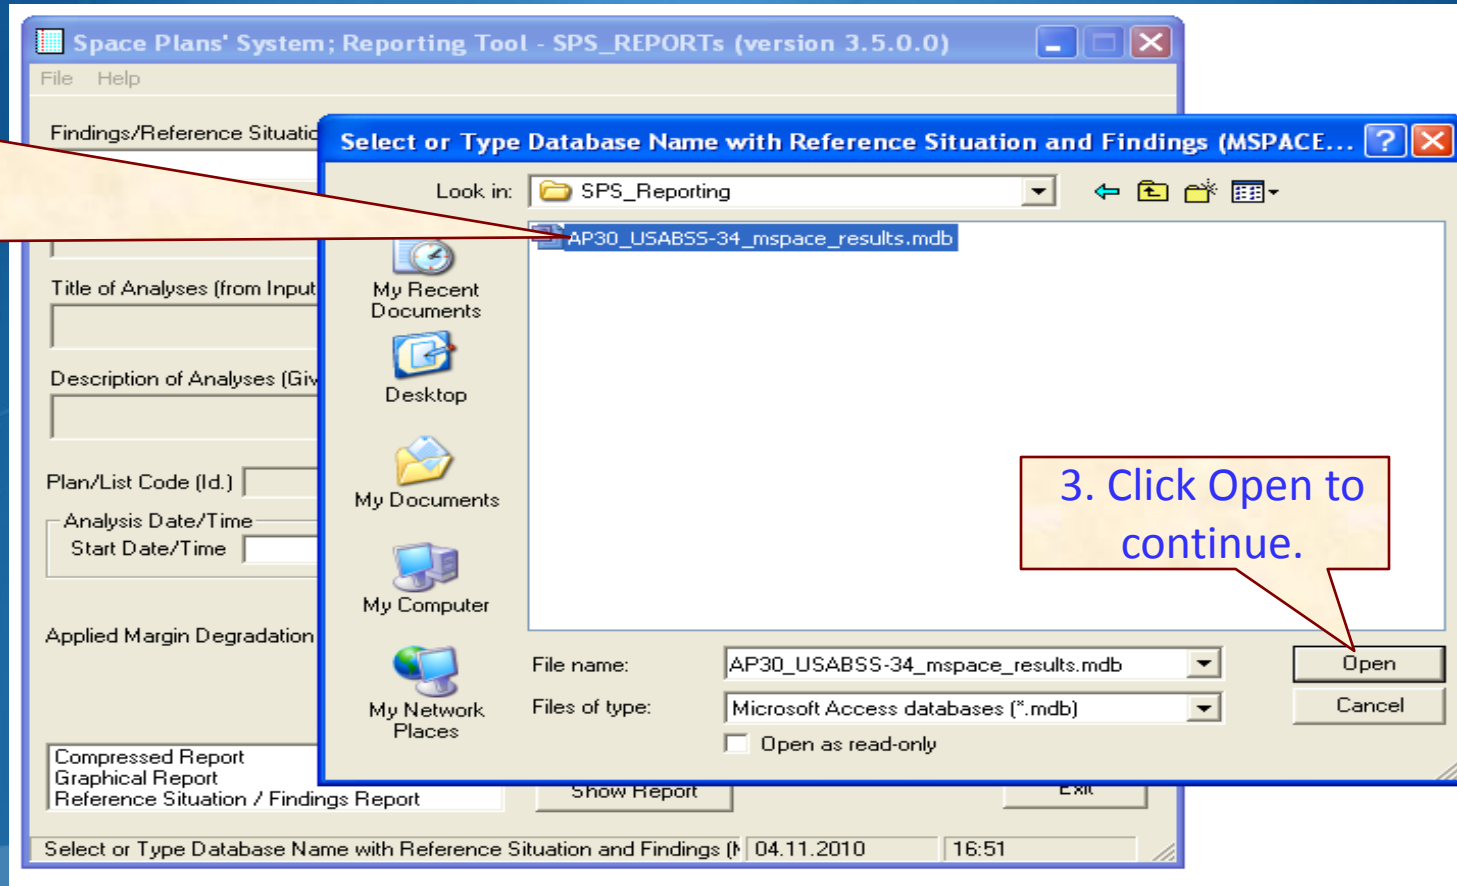 Space Plans' System; Reporting Tool - SPS_REPORTs (version 3.5.0.0)
File Help
Findings/Reference Situatio
Select or Type Database Name with Reference Situation and Findings (MSPACE...
Look in: SPS_Reporting
AP30_USABSS-34_mspace_results.mdb
My Recent
Documents
Desktop
My Documents
My Computer
My Network
Places
Title of Analyses (from Input
Description of Analyses (Giv
Plan/List Code (Id.)
Analysis Date/Time
Start Date/Time
Applied Margin Degradation
3. Click Open to
continue.
File name: AP30_USABSS-34_mspace_results.mdb Open
Files of type: Microsoft Access databases (*.mdb) Cancel
Open as read-only
Compressed Report
Graphical Report
Reference Situation / Findings Report
Show Report Exit
Select or Type Database Name with Reference Situation and Findings (M 04.11.2010 16:51